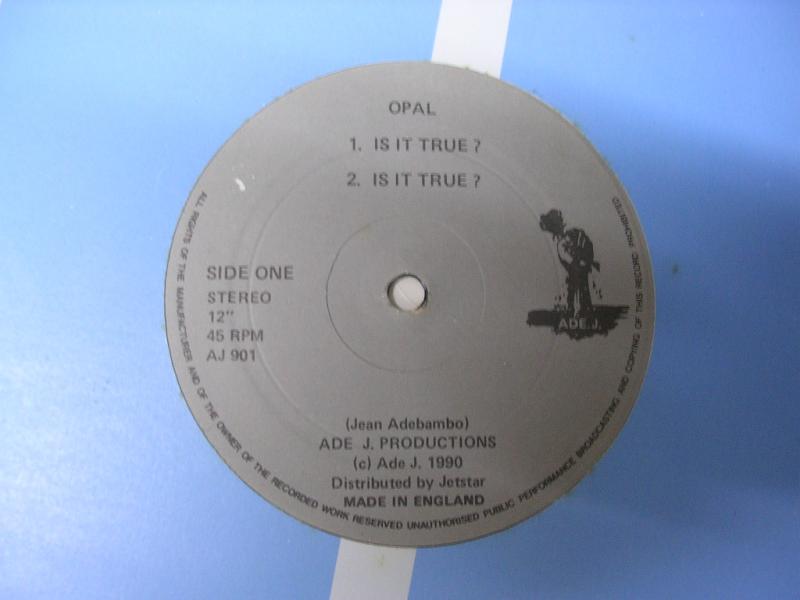 OPAL
1. IS IT TRUE ?
2. IS IT TRUE ?
SIDE ONE
STEREO
12"
45 RPM
AJ 901
ADE.J.
(Jean Adebambo)
ADE J. PRODUCTIONS
(c) Ade J. 1990
Distributed by Jetstar
MADE IN ENGLAND
ALL RIGHTS OF THE MANUFACTURER AND OF THE OWNER OF THE RECORDED WORK RESERVED UNAUTHORISED PUBLIC PERFORMANCE BROADCASTING AND COPYING OF THIS RECORD PROHIBITED